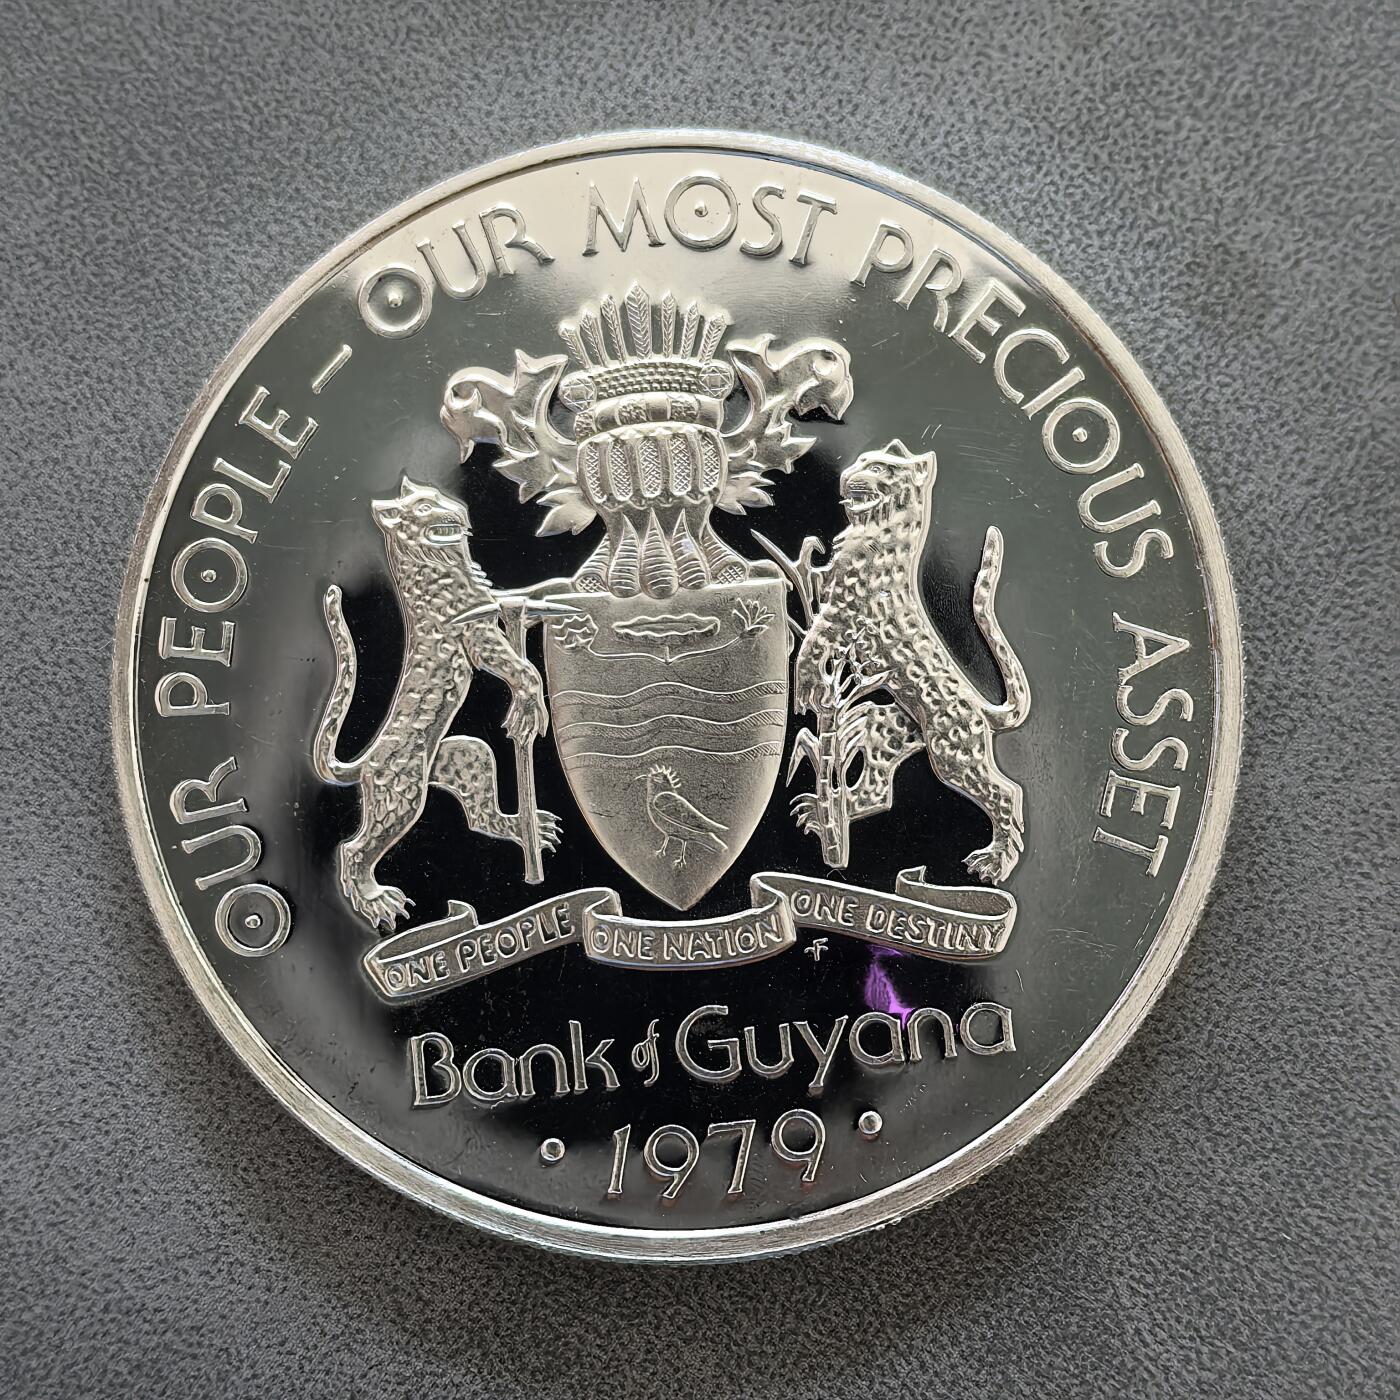 OUR PEOPLE – OUR MOST PRECIOUS ASSET
ONE PEOPLE ONE NATION ONE DESTINY
F
Bank of Guyana
• 1979 •